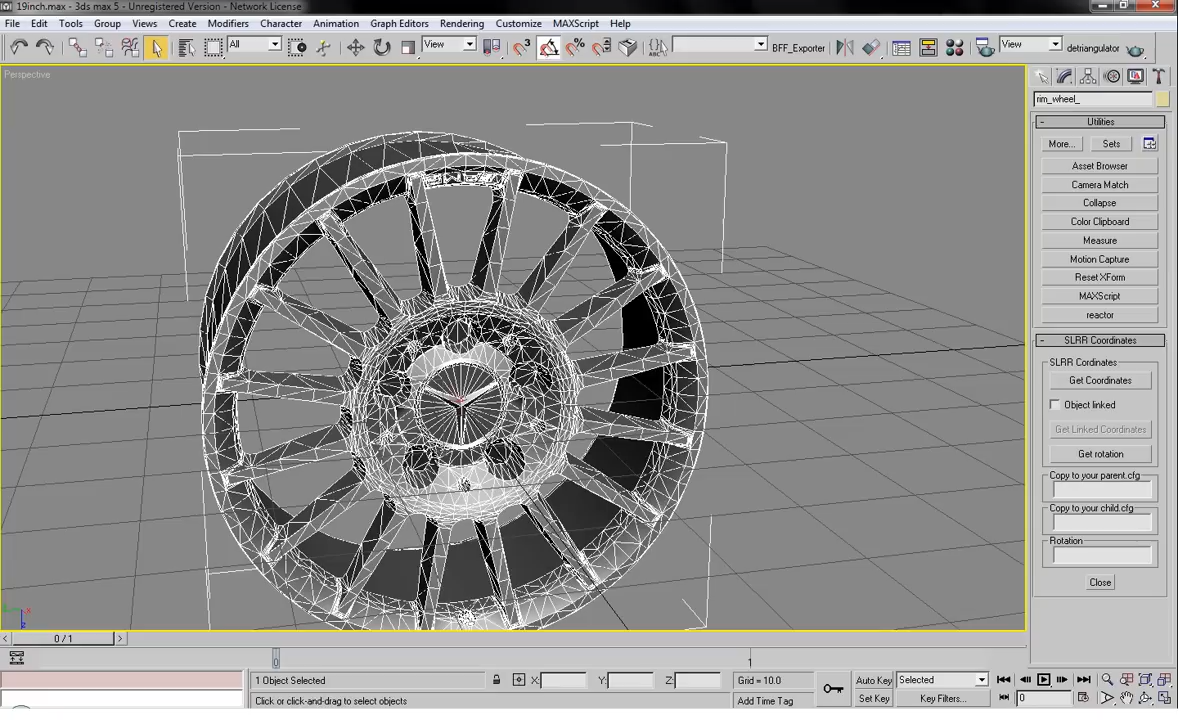 19inch.max - 3ds max 5 - Unregistered Version - Network License
File Edit Tools Group Views Create Modifiers Character Animation Graph Editors Rendering Customize MAXScript Help
All View 3 % ABC BFF_Exporter View detriangulator
Perspective
rim_wheel_
- Utilities
More... Sets
Asset Browser
Camera Match
Collapse
Color Clipboard
Measure
Motion Capture
Reset XForm
MAXScript
reactor
- SLRR Coordinates
SLRR Cordinates
Get Coordinates
Object linked
Get Linked Coordinates
Get rotation
Copy to your parent.cfg
Copy to your child.cfg
Rotation
Close
< 0 / 1 >
0 1
1 Object Selected X: Y: Z: Grid = 10.0 Auto Key Selected
Click or click-and-drag to select objects Add Time Tag Set Key Key Filters... 0